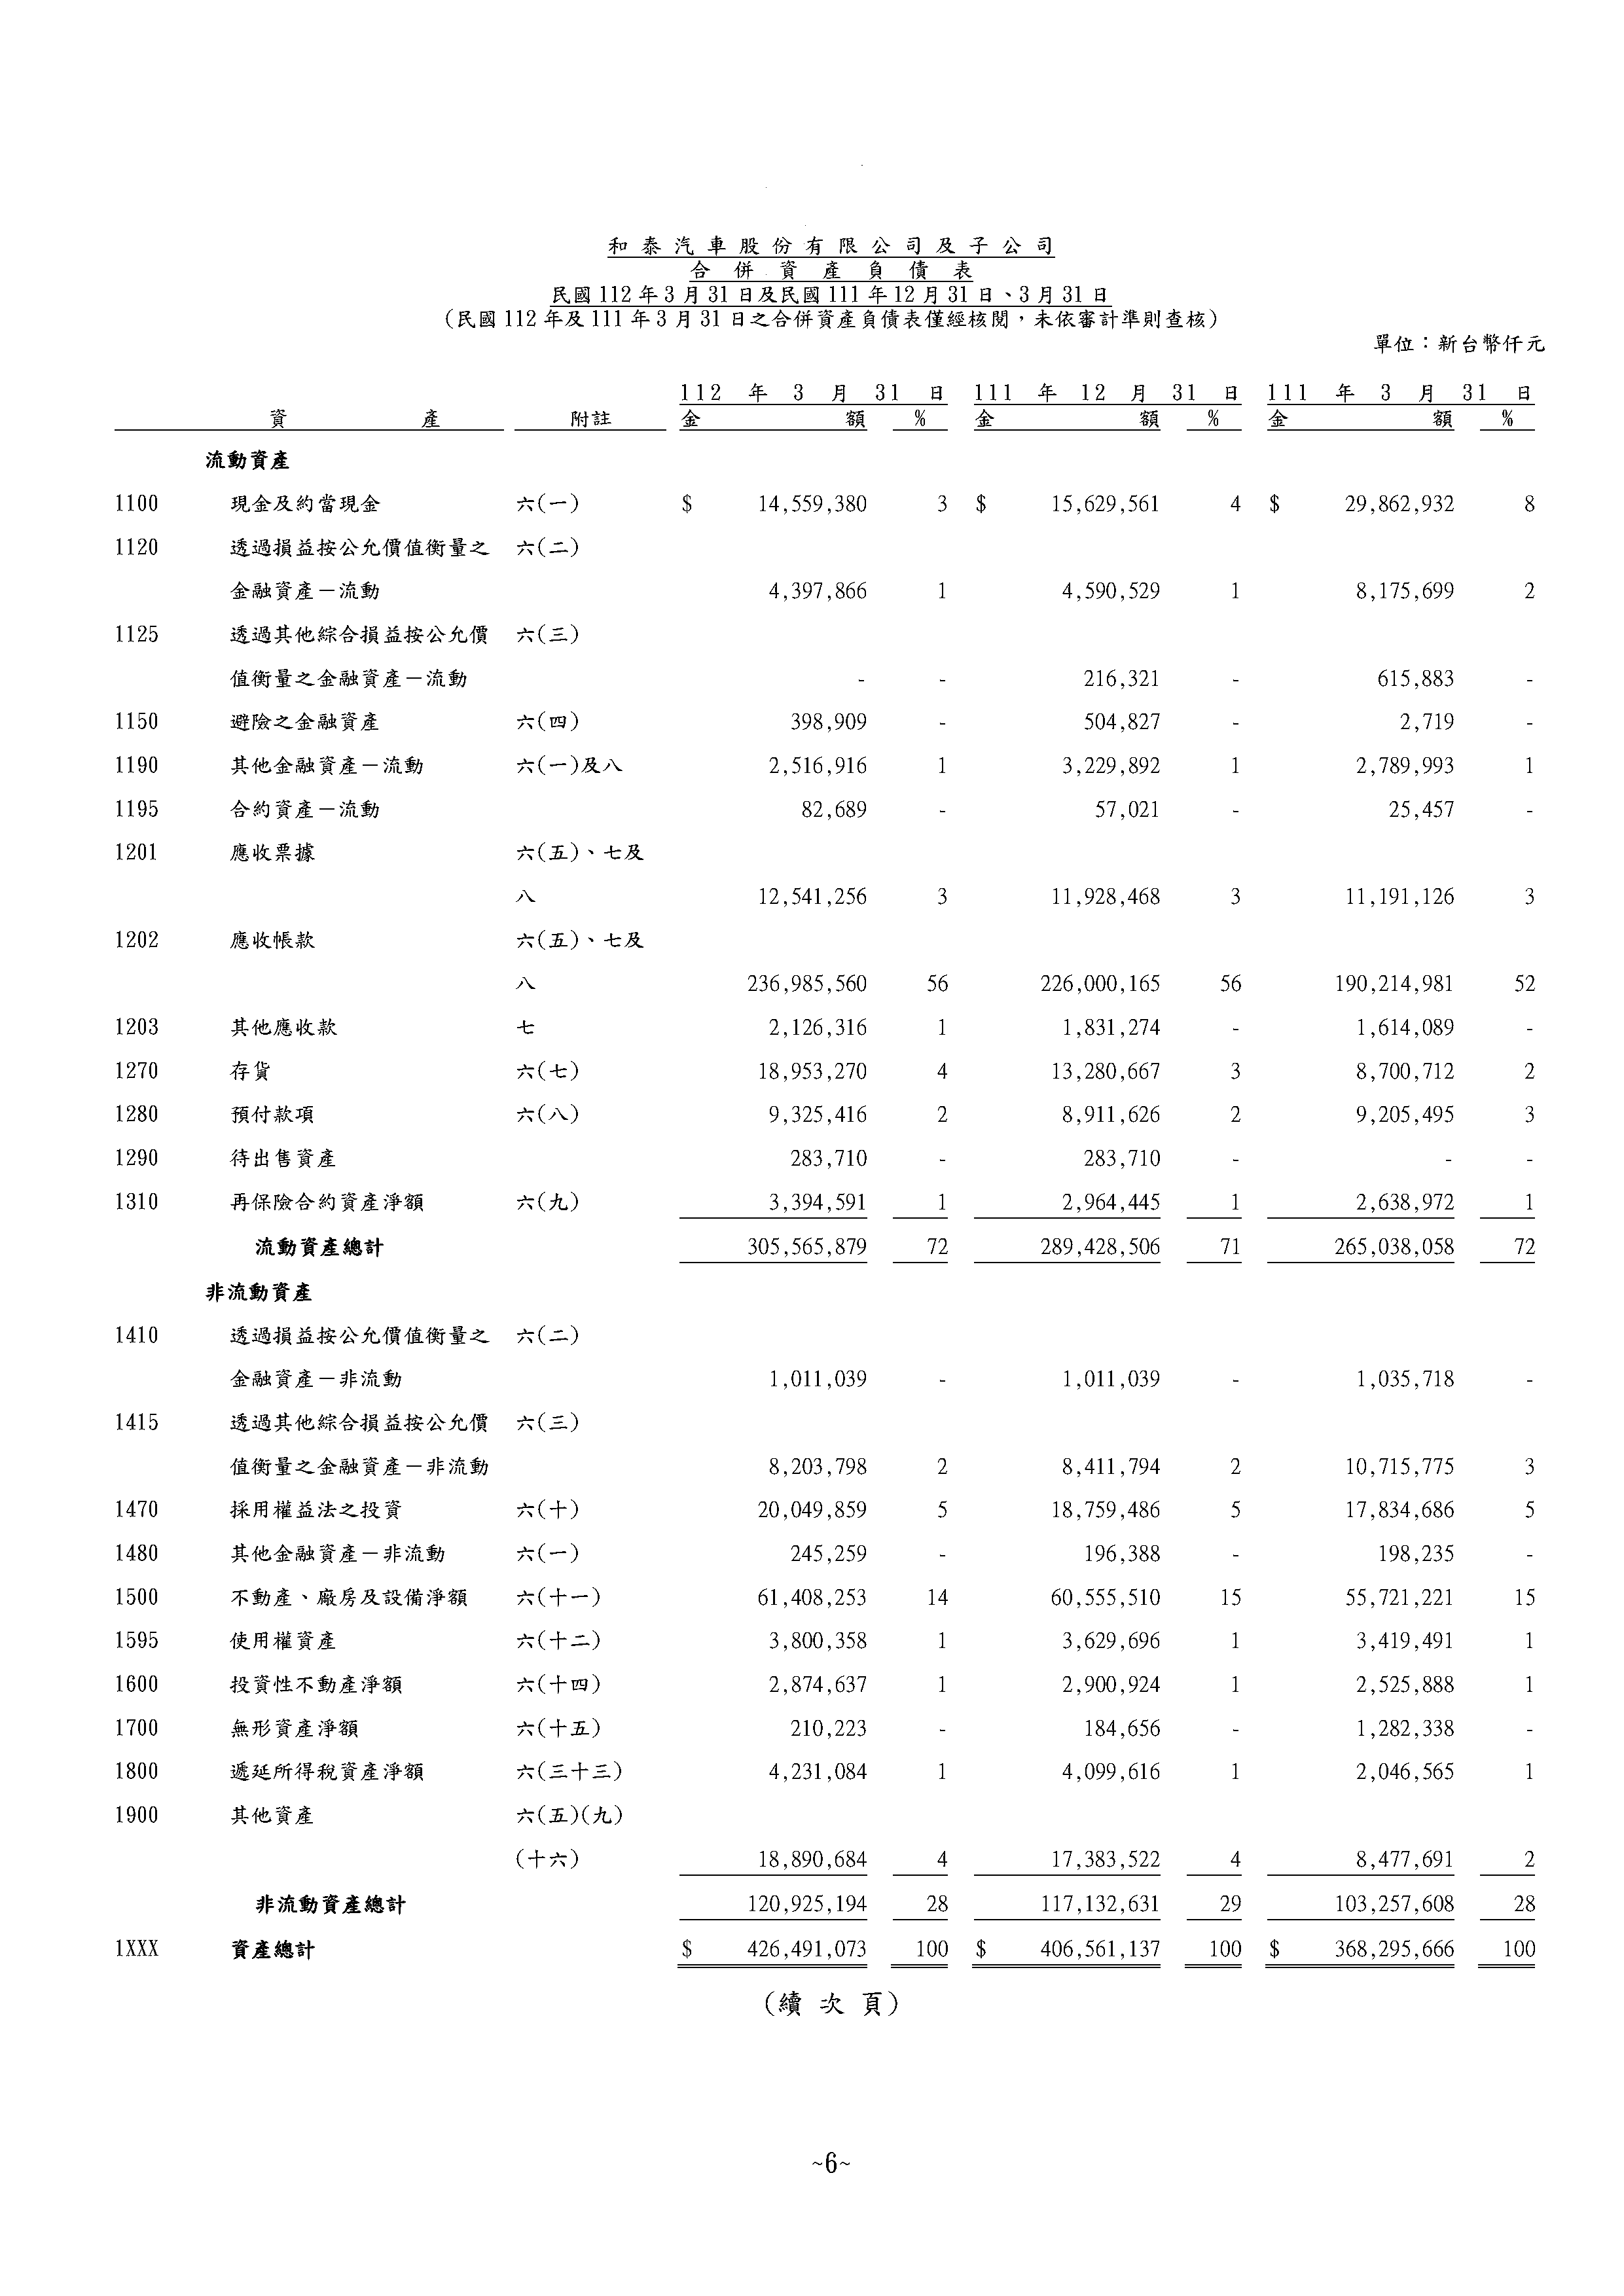 和泰汽車股份有限公司及子公司
合併資產負債表
民國112年3月31日及民國111年12月31日、3月31日
(民國112年及111年3月31日之合併資產負債表僅經核閱，未依審計準則查核)
單位：新台幣仟元
112 年 3 月 31 日 111 年 12 月 31 日 111 年 3 月 31 日
資 產 附註 金 額 % 金 額 % 金 額 %
流動資產
1100 現金及約當現金 六(一) $ 14,559,380 3 $ 15,629,561 4 $ 29,862,932 8
1120 透過損益按公允價值衡量之 六(二)
金融資產－流動 4,397,866 1 4,590,529 1 8,175,699 2
1125 透過其他綜合損益按公允價 六(三)
值衡量之金融資產－流動 - - 216,321 - 615,883 -
1150 避險之金融資產 六(四) 398,909 - 504,827 - 2,719 -
1190 其他金融資產－流動 六(一)及八 2,516,916 1 3,229,892 1 2,789,993 1
1195 合約資產－流動 82,689 - 57,021 - 25,457 -
1201 應收票據 六(五)、七及
八 12,541,256 3 11,928,468 3 11,191,126 3
1202 應收帳款 六(五)、七及
八 236,985,560 56 226,000,165 56 190,214,981 52
1203 其他應收款 七 2,126,316 1 1,831,274 - 1,614,089 -
1270 存貨 六(七) 18,953,270 4 13,280,667 3 8,700,712 2
1280 預付款項 六(八) 9,325,416 2 8,911,626 2 9,205,495 3
1290 待出售資產 283,710 - 283,710 - - -
1310 再保險合約資產淨額 六(九) 3,394,591 1 2,964,445 1 2,638,972 1
流動資產總計 305,565,879 72 289,428,506 71 265,038,058 72
非流動資產
1410 透過損益按公允價值衡量之 六(二)
金融資產－非流動 1,011,039 - 1,011,039 - 1,035,718 -
1415 透過其他綜合損益按公允價 六(三)
值衡量之金融資產－非流動 8,203,798 2 8,411,794 2 10,715,775 3
1470 採用權益法之投資 六(十) 20,049,859 5 18,759,486 5 17,834,686 5
1480 其他金融資產－非流動 六(一) 245,259 - 196,388 - 198,235 -
1500 不動產、廠房及設備淨額 六(十一) 61,408,253 14 60,555,510 15 55,721,221 15
1595 使用權資產 六(十二) 3,800,358 1 3,629,696 1 3,419,491 1
1600 投資性不動產淨額 六(十四) 2,874,637 1 2,900,924 1 2,525,888 1
1700 無形資產淨額 六(十五) 210,223 - 184,656 - 1,282,338 -
1800 遞延所得稅資產淨額 六(三十三) 4,231,084 1 4,099,616 1 2,046,565 1
1900 其他資產 六(五)(九)
(十六) 18,890,684 4 17,383,522 4 8,477,691 2
非流動資產總計 120,925,194 28 117,132,631 29 103,257,608 28
1XXX 資產總計 $ 426,491,073 100 $ 406,561,137 100 $ 368,295,666 100
(續次頁)
~6~